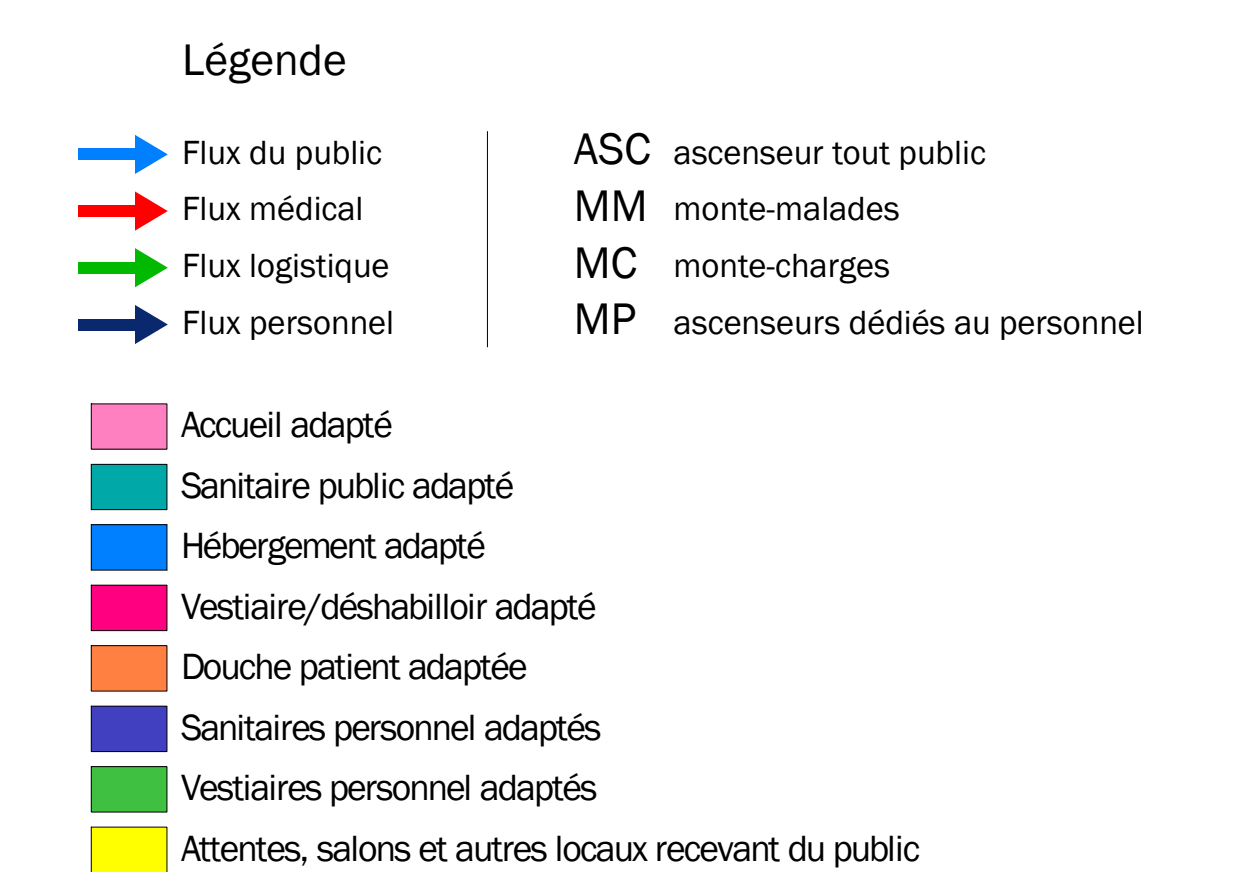 Légende
Flux du public
Flux médical
Flux logistique
Flux personnel
ASC ascenseur tout public
MM monte-malades
MC monte-charges
MP ascenseurs dédiés au personnel
Accueil adapté
Sanitaire public adapté
Hébergement adapté
Vestiaire/déshabilloir adapté
Douche patient adaptée
Sanitaires personnel adaptés
Vestiaires personnel adaptés
Attentes, salons et autres locaux recevant du public